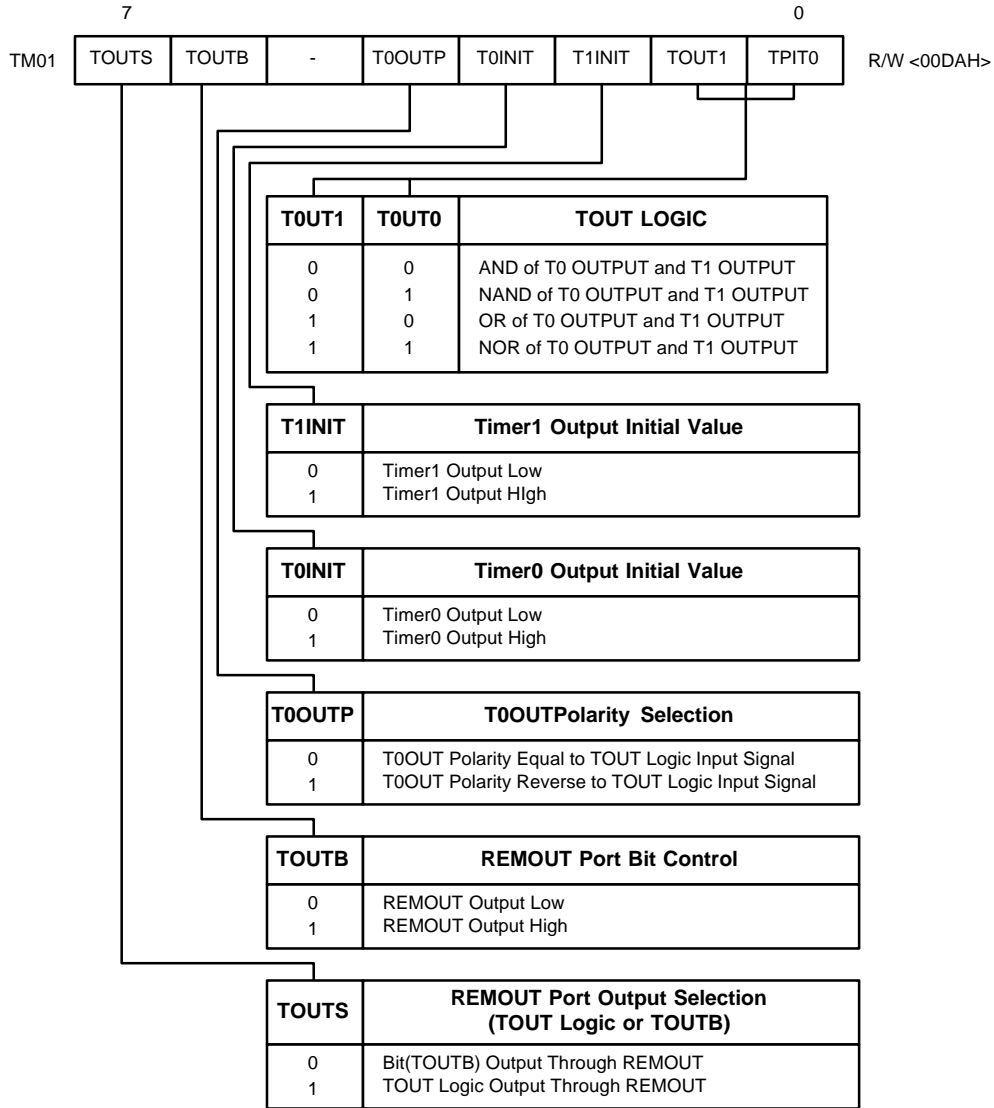 7 0
TM01 TOUTS TOUTB - T0OUTP T0INIT T1INIT TOUT1 TPIT0 R/W <00DAH>
T0UT1 T0UT0 TOUT LOGIC
0 0 AND of T0 OUTPUT and T1 OUTPUT
0 1 NAND of T0 OUTPUT and T1 OUTPUT
1 0 OR of T0 OUTPUT and T1 OUTPUT
1 1 NOR of T0 OUTPUT and T1 OUTPUT
T1INIT Timer1 Output Initial Value
0 Timer1 Output Low
1 Timer1 Output HIgh
T0INIT Timer0 Output Initial Value
0 Timer0 Output Low
1 Timer0 Output High
T0OUTP T0OUTPolarity Selection
0 T0OUT Polarity Equal to TOUT Logic Input Signal
1 T0OUT Polarity Reverse to TOUT Logic Input Signal
TOUTB REMOUT Port Bit Control
0 REMOUT Output Low
1 REMOUT Output High
TOUTS REMOUT Port Output Selection
(TOUT Logic or TOUTB)
0 Bit(TOUTB) Output Through REMOUT
1 TOUT Logic Output Through REMOUT